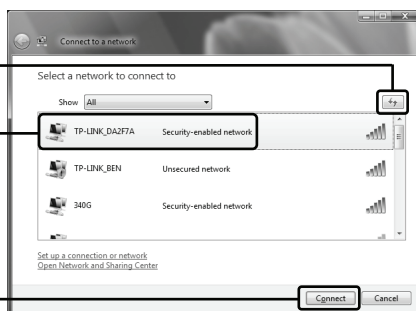 Connect to a network
Select a network to connect to
Show All
TP-LINK_DA2F7A Security-enabled network
TP-LINK_BEN Unsecured network
340G Security-enabled network
Set up a connection or network
Open Network and Sharing Center
Connect Cancel